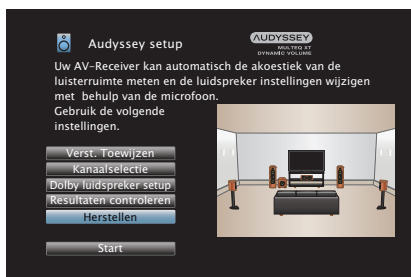 Audyssey setup
AUDYSSEY
MULTEQ XT
DYNAMIC VOLUME
Uw AV-Receiver kan automatisch de akoestiek van de
luisterruimte meten en de luidspreker instellingen wijzigen
met behulp van de microfoon.
Gebruik de volgende
instellingen.
Verst. Toewijzen
Kanaalselectie
Dolby luidspreker setup
Resultaten controleren
Herstellen
Start